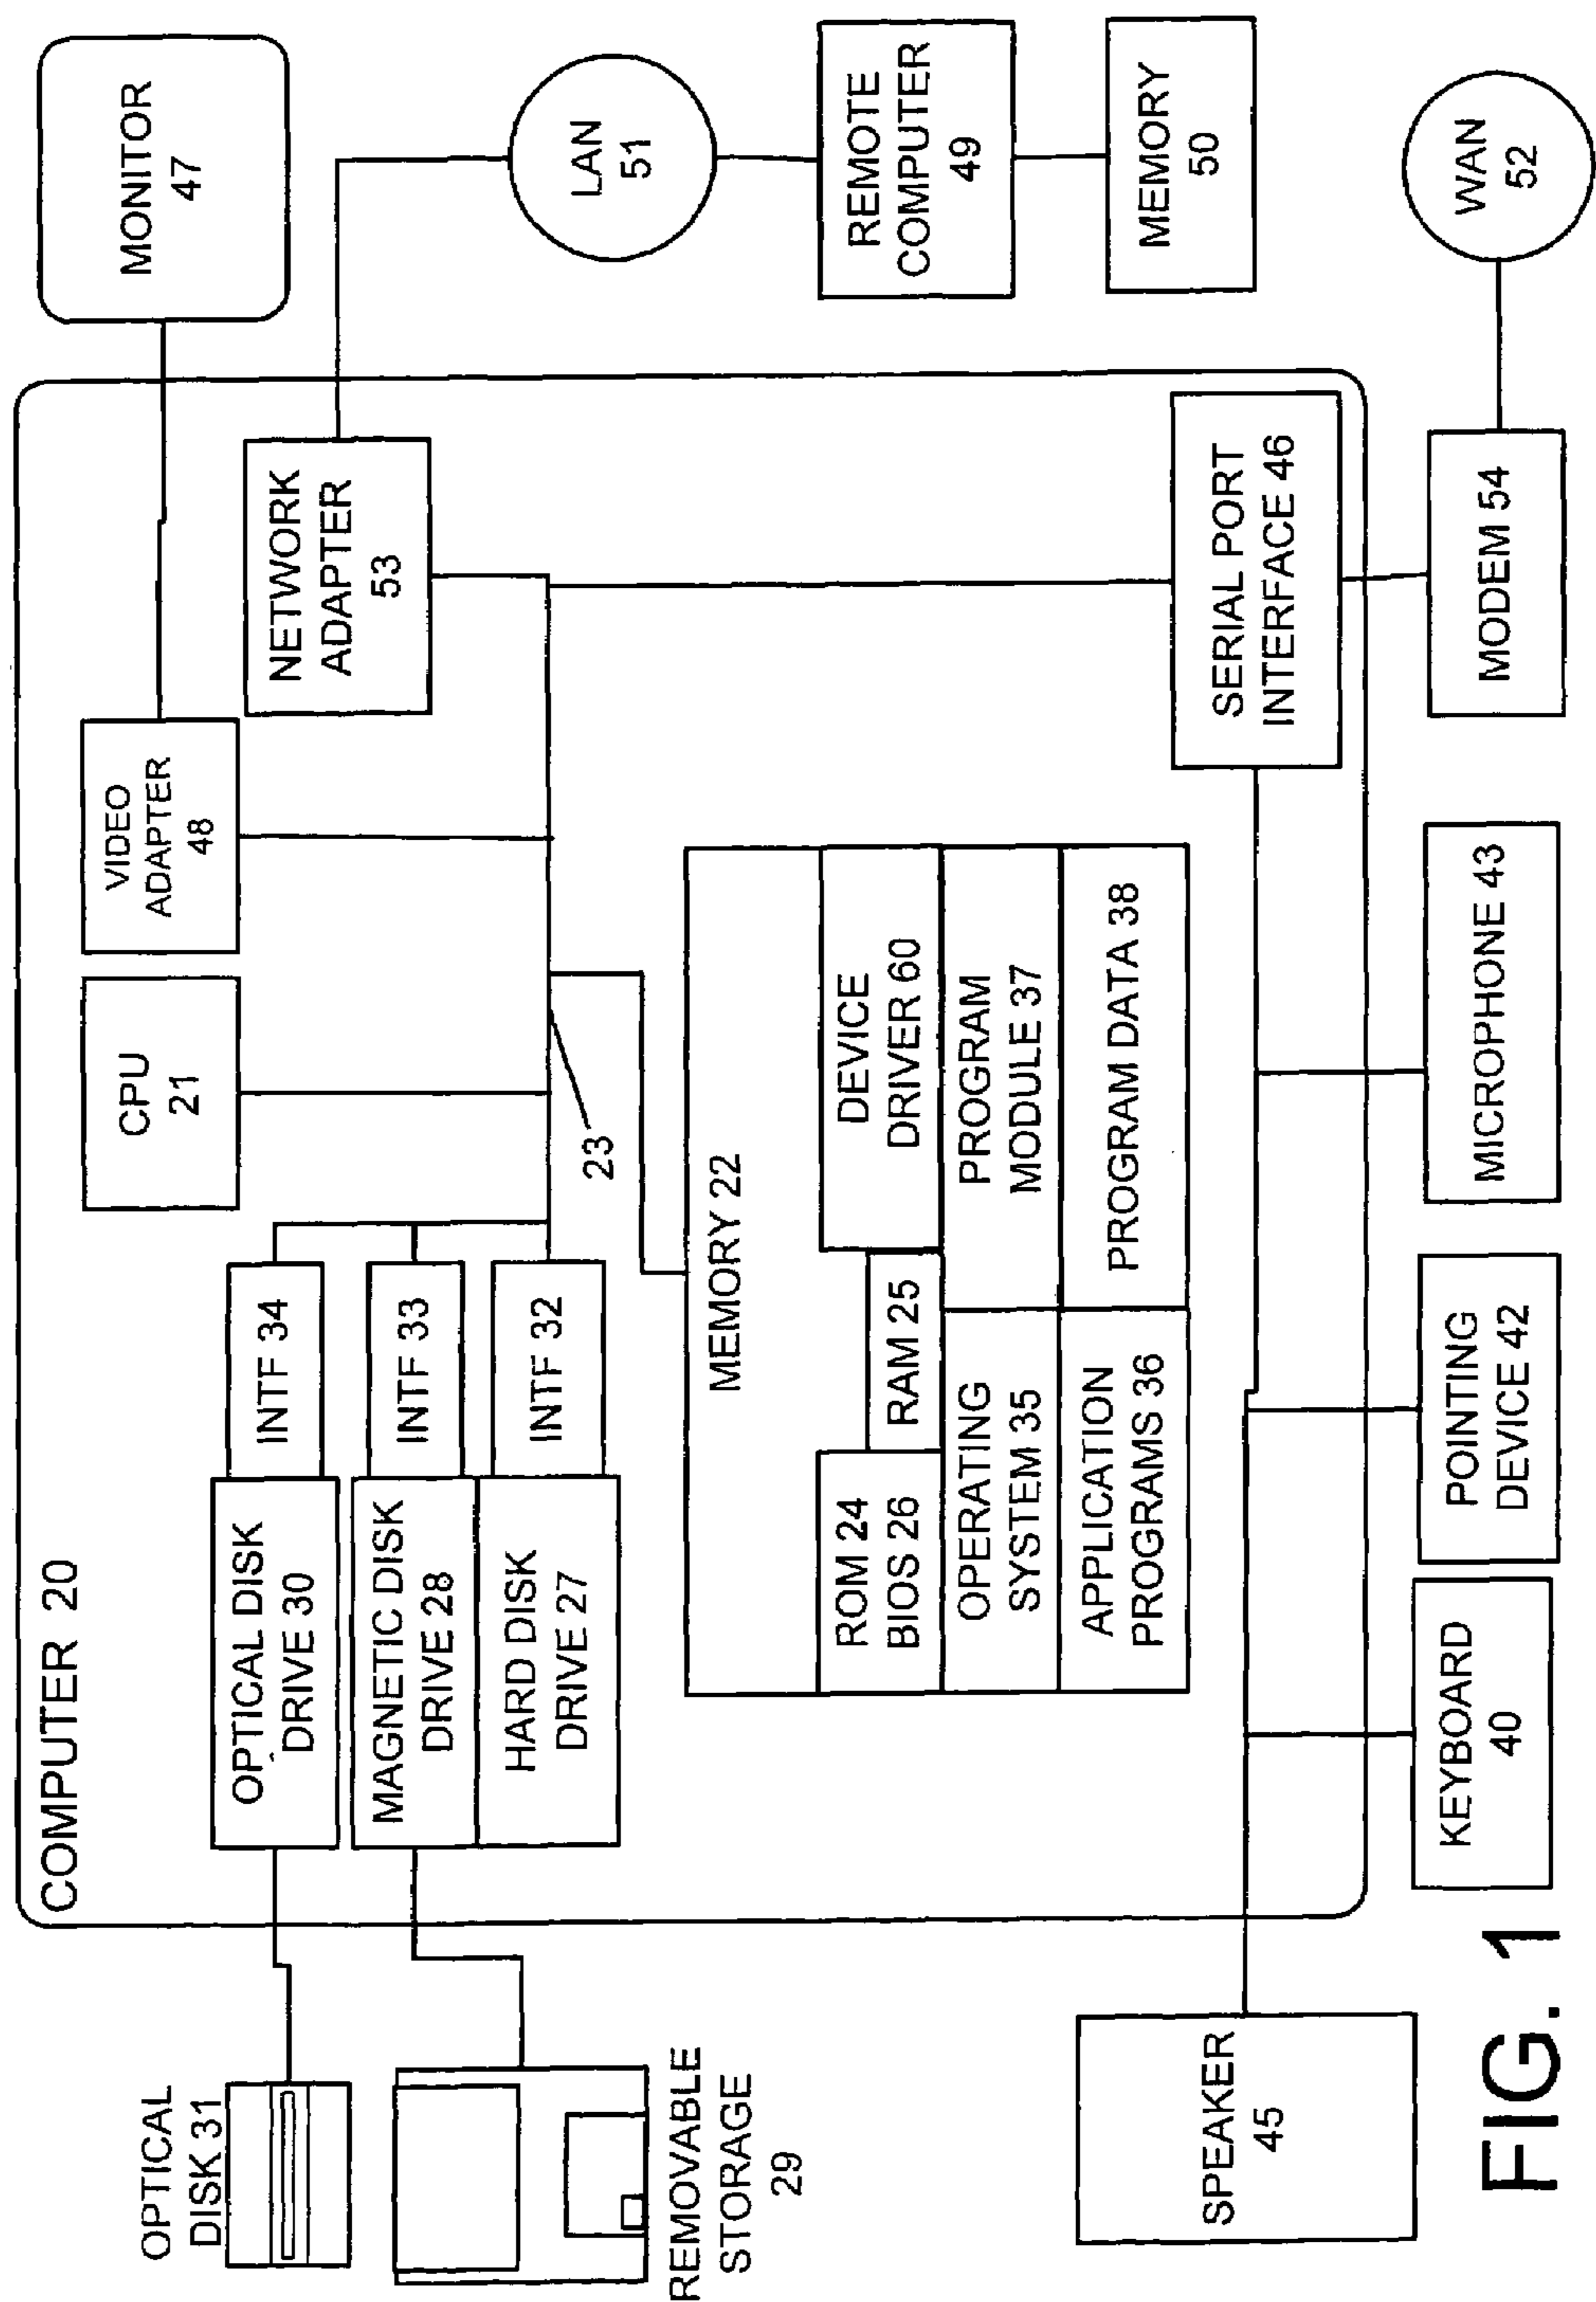 COMPUTER 20
OPTICAL
DISK 31
REMOVABLE
STORAGE
29
OPTICAL DISK
DRIVE 30
MAGNETIC DISK
DRIVE 28
HARD DISK
DRIVE 27
INTF 34
INTF 33
INTF 32
CPU
21
VIDEO
ADAPTER
48
NETWORK
ADAPTER
53
MONITOR
47
23
LAN
51
REMOTE
COMPUTER
49
MEMORY
50
MEMORY 22
ROM 24
BIOS 26
RAM 25
DEVICE
DRIVER 60
OPERATING
SYSTEM 35
PROGRAM
MODULE 37
APPLICATION
PROGRAMS 36
PROGRAM DATA 38
SERIAL PORT
INTERFACE 46
SPEAKER
45
KEYBOARD
40
POINTING
DEVICE 42
MICROPHONE 43
MODEM 54
WAN
52
FIG. 1